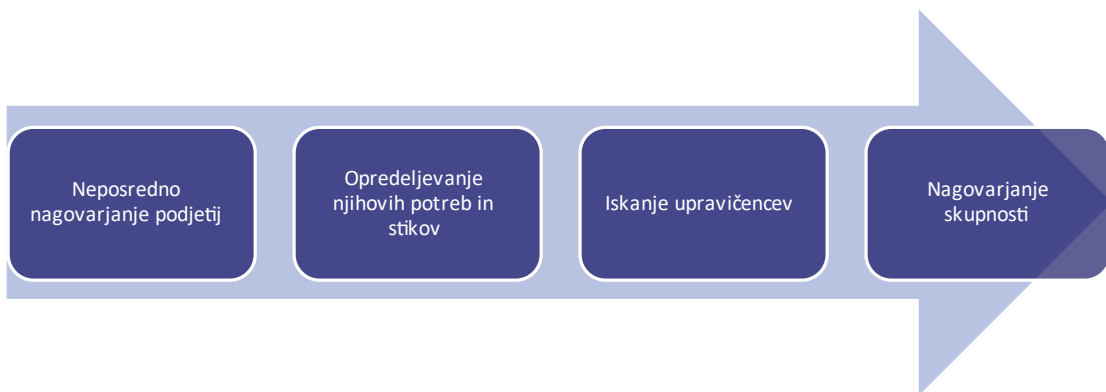 Neposredno
nagovarjanje podjetij
Opredeljevanje
njihovih potreb in
stikov
Iskanje upravičencev
Nagovarjanje
skupnosti